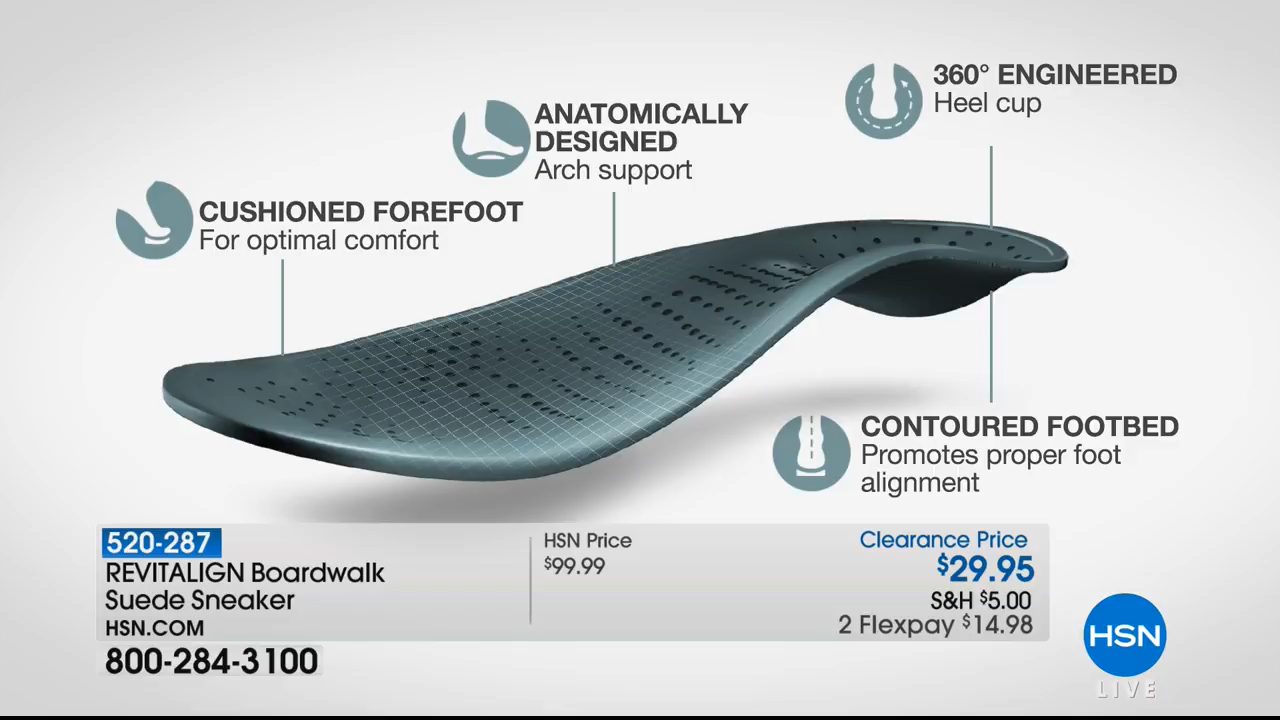 360° ENGINEERED
Heel cup
ANATOMICALLY
DESIGNED
Arch support
CUSHIONED FOREFOOT
For optimal comfort
CONTOURED FOOTBED
Promotes proper foot
alignment
520-287
REVITALIGN Boardwalk
Suede Sneaker
HSN.COM
800-284-3100
HSN Price
$99.99
Clearance Price
$29.95
S&H $5.00
2 Flexpay $14.98
HSN
LIVE